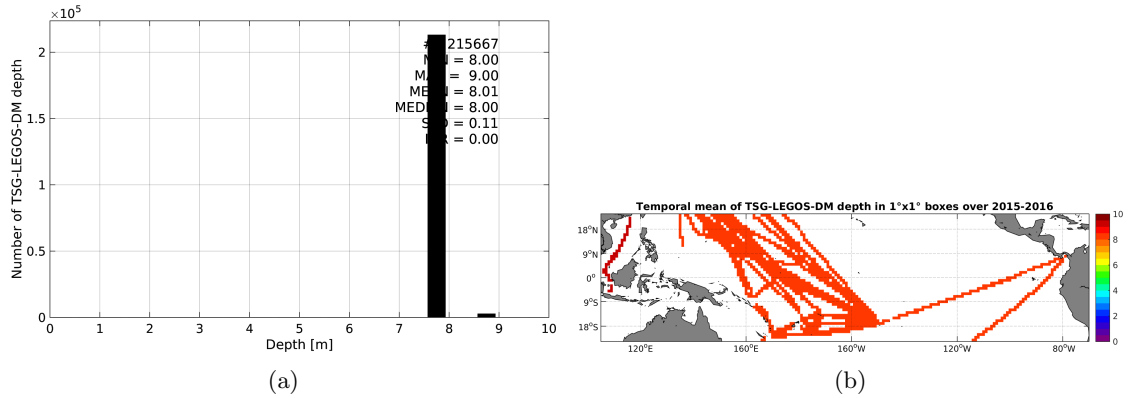 ×10⁵
2
1.5
1
0.5
0
Number of TSG-LEGOS-DM depth
215667
= 8.00
= 9.00
= 8.01
= 8.00
= 0.11
= 0.00
0 1 2 3 4 5 6 7 8 9 10
Depth [m]
(a)
Temporal mean of TSG-LEGOS-DM depth in 1°x1° boxes over 2015-2016
18°N
9°N
0°
9°S
18°S
120°E 160°E 160°W 120°W 80°W
10
8
6
4
2
0
(b)